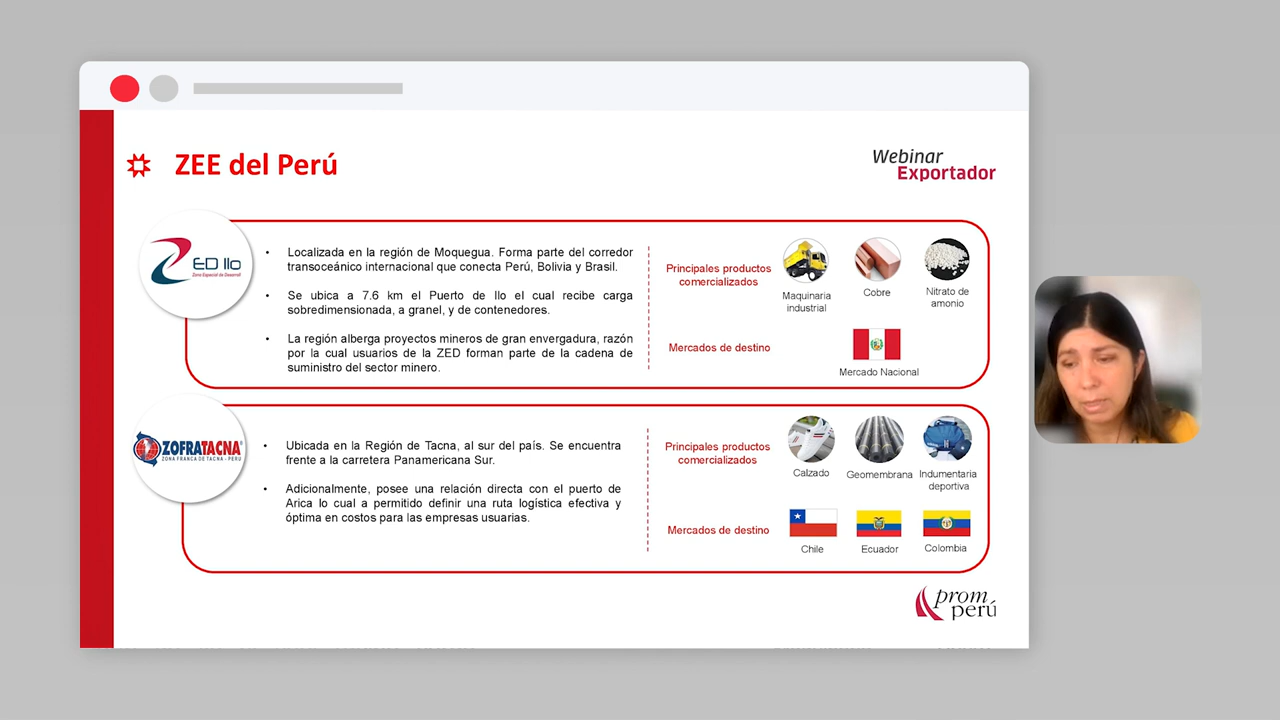 ZEE del Perú
Webinar
Exportador
ZED Ilo
Zona Especial de Desarrollo
• Localizada en la región de Moquegua. Forma parte del corredor
transoceánico internacional que conecta Perú, Bolivia y Brasil.
• Se ubica a 7.6 km el Puerto de Ilo el cual recibe carga
sobredimensionada, a granel, y de contenedores.
• La región alberga proyectos mineros de gran envergadura, razón
por la cual usuarios de la ZED forman parte de la cadena de
suministro del sector minero.
Principales productos
comercializados
Maquinaria
industrial
Cobre
Nitrato de
amonio
Mercados de destino
Mercado Nacional
ZOFRATACNA®
ZONA FRANCA DE TACNA - PERU
• Ubicada en la Región de Tacna, al sur del país. Se encuentra
frente a la carretera Panamericana Sur.
• Adicionalmente, posee una relación directa con el puerto de
Arica lo cual a permitido definir una ruta logística efectiva y
óptima en costos para las empresas usuarias.
Principales productos
comercializados
Calzado
Geomembrana
Indumentaria
deportiva
Mercados de destino
Chile
Ecuador
Colombia
prom
perú